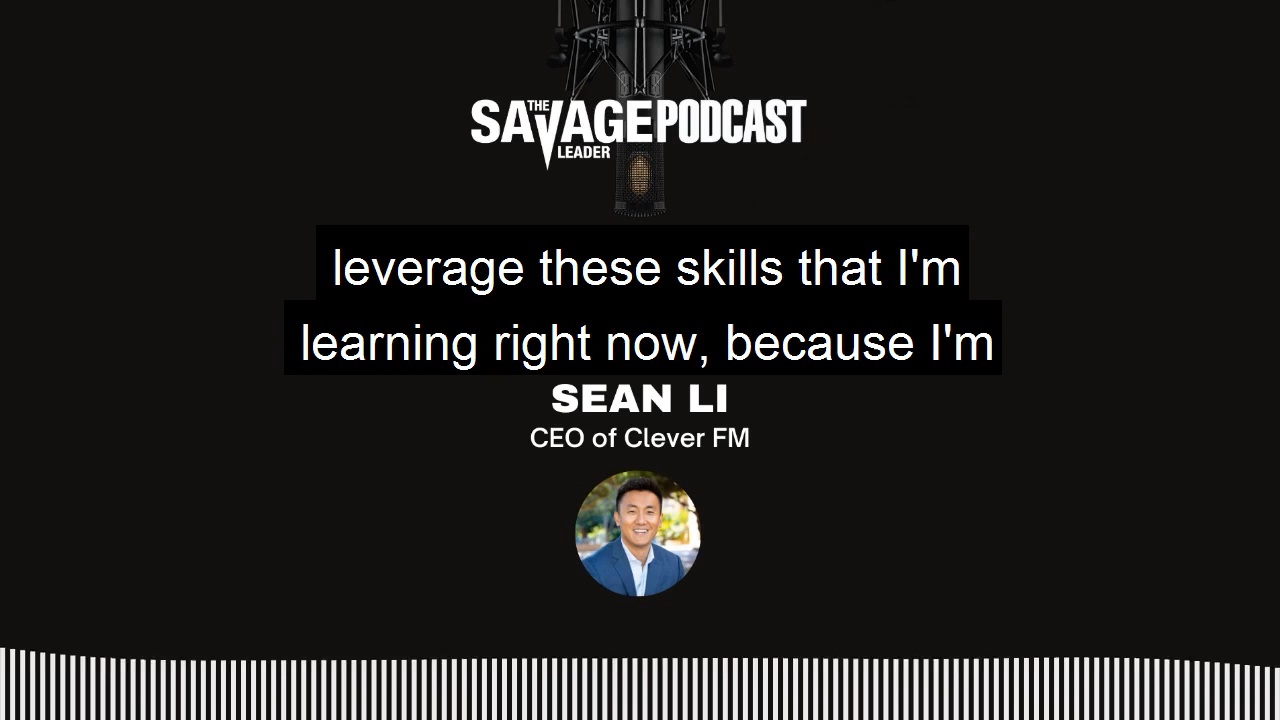 THE
SAVAGE PODCAST
LEADER
leverage these skills that I'm
learning right now, because I'm
SEAN LI
CEO of Clever FM